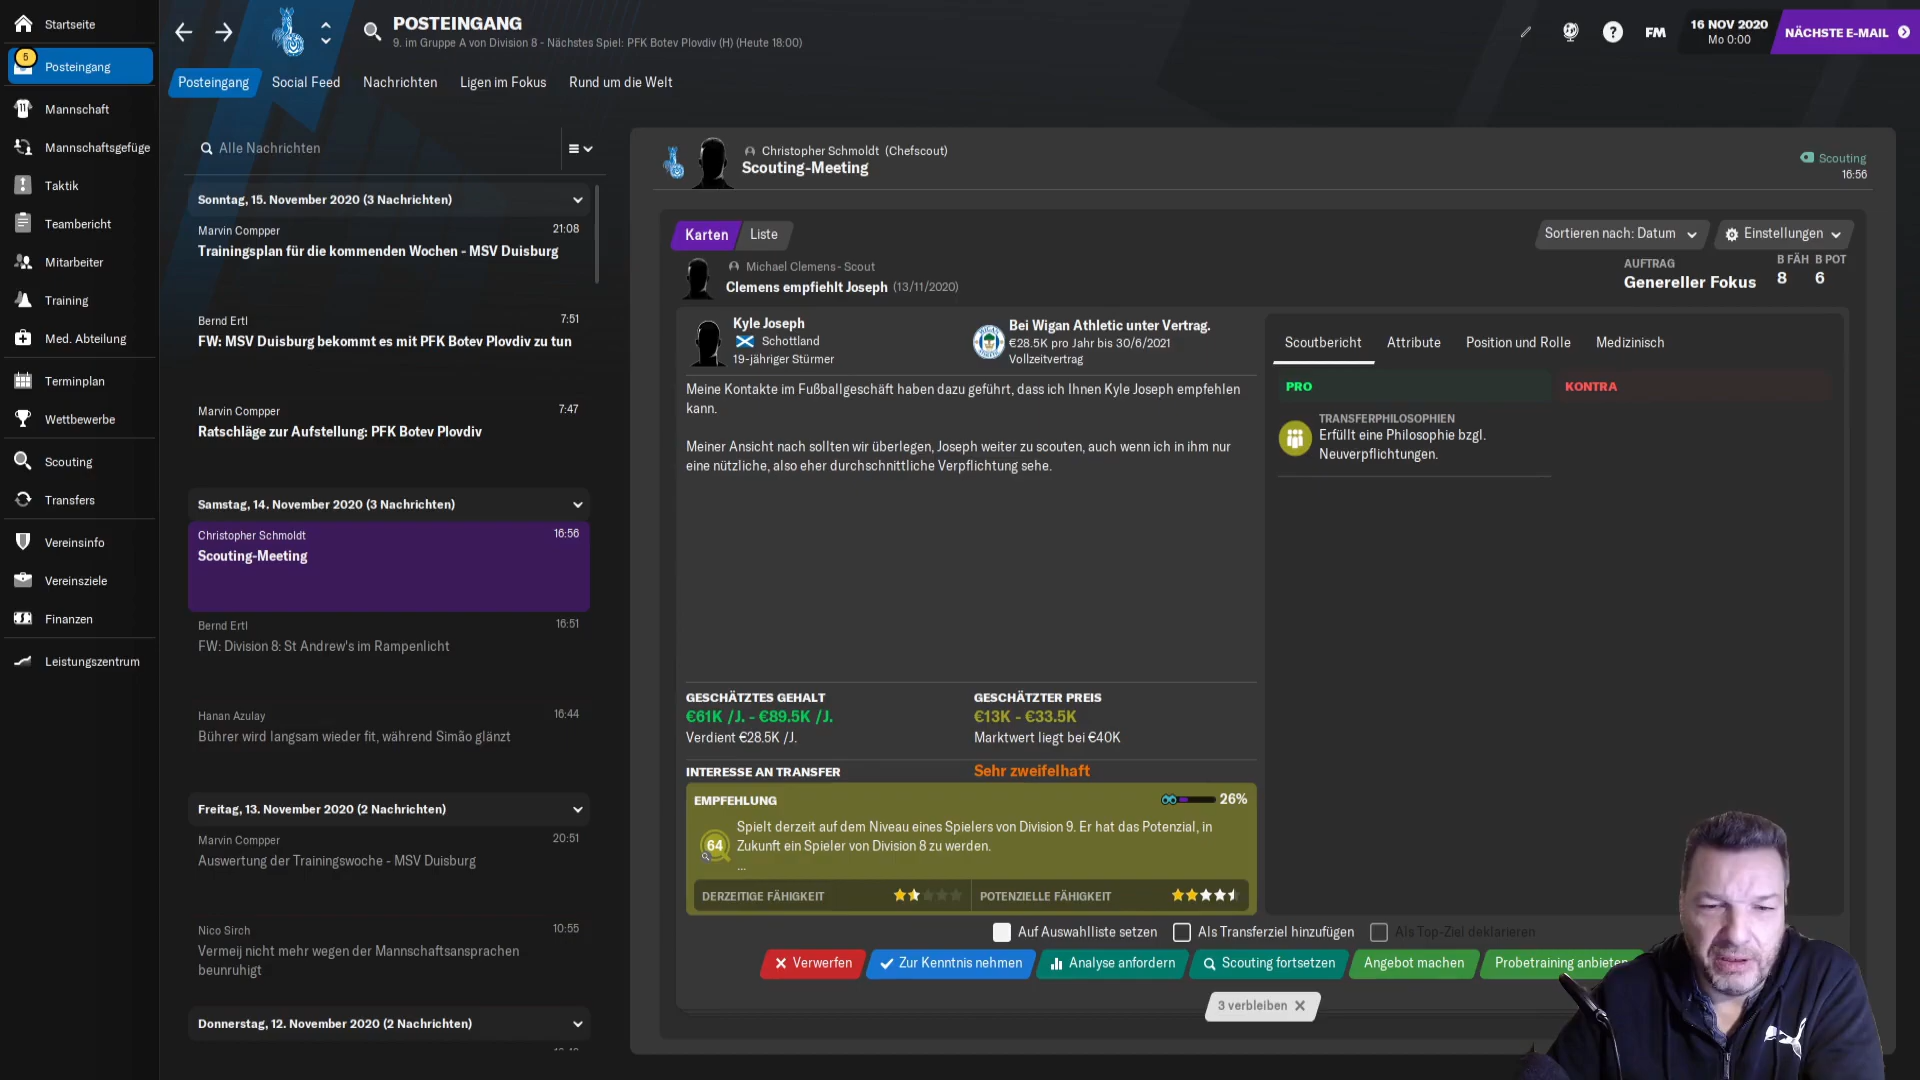 Startseite
5
Posteingang
Mannschaft
Mannschaftsgefüge
Taktik
Teambericht
Mitarbeiter
Training
Med. Abteilung
Terminplan
Wettbewerbe
Scouting
Transfers
Vereinsinfo
Vereinsziele
Finanzen
Leistungszentrum
POSTEINGANG
9. im Gruppe A von Division 8 - Nächstes Spiel: PFK Botev Plovdiv (H) (Heute 18:00)
FM
16 NOV 2020
Mo 0:00
NÄCHSTE E-MAIL
Posteingang
Social Feed
Nachrichten
Ligen im Fokus
Rund um die Welt
Alle Nachrichten
Sonntag, 15. November 2020 (3 Nachrichten)
Marvin Compper 21:08
Trainingsplan für die kommenden Wochen - MSV Duisburg
Bernd Ertl 7:51
FW: MSV Duisburg bekommt es mit PFK Botev Plovdiv zu tun
Marvin Compper 7:47
Ratschläge zur Aufstellung: PFK Botev Plovdiv
Samstag, 14. November 2020 (3 Nachrichten)
Christopher Schmoldt 16:56
Scouting-Meeting
Bernd Ertl 16:51
FW: Division 8: St Andrew's im Rampenlicht
Hanan Azulay 16:44
Bührer wird langsam wieder fit, während Simão glänzt
Freitag, 13. November 2020 (2 Nachrichten)
Marvin Compper 20:51
Auswertung der Trainingswoche - MSV Duisburg
Nico Sirch 10:55
Vermeij nicht mehr wegen der Mannschaftsansprachen
beunruhigt
Donnerstag, 12. November 2020 (2 Nachrichten)
Christopher Schmoldt (Chefscout)
Scouting-Meeting
Scouting
16:56
Karten
Liste
Sortieren nach: Datum
Einstellungen
Michael Clemens - Scout
Clemens empfiehlt Joseph (13/11/2020)
AUFTRAG
Genereller Fokus
B FÄH B POT
8 6
Kyle Joseph
Schottland
19-jähriger Stürmer
Bei Wigan Athletic unter Vertrag.
€28.5K pro Jahr bis 30/6/2021
Vollzeitvertrag
Meine Kontakte im Fußballgeschäft haben dazu geführt, dass ich Ihnen Kyle Joseph empfehlen
kann.
Meiner Ansicht nach sollten wir überlegen, Joseph weiter zu scouten, auch wenn ich in ihm nur
eine nützliche, also eher durchschnittliche Verpflichtung sehe.
GESCHÄTZTES GEHALT
€61K /J. - €89.5K /J.
Verdient €28.5K /J.
GESCHÄTZTER PREIS
€13K - €33.5K
Marktwert liegt bei €40K
INTERESSE AN TRANSFER
Sehr zweifelhaft
EMPFEHLUNG
26%
64
Spielt derzeit auf dem Niveau eines Spielers von Division 9. Er hat das Potenzial, in
Zukunft ein Spieler von Division 8 zu werden.
...
DERZEITIGE FÄHIGKEIT
POTENZIELLE FÄHIGKEIT
Scoutbericht
Attribute
Position und Rolle
Medizinisch
PRO
KONTRA
TRANSFERPHILOSOPHIEN
Erfüllt eine Philosophie bzgl.
Neuverpflichtungen.
Auf Auswahlliste setzen
Als Transferziel hinzufügen
Als Top-Ziel deklarieren
Verwerfen
Zur Kenntnis nehmen
Analyse anfordern
Scouting fortsetzen
Angebot machen
Probetraining anbieten
3 verbleiben